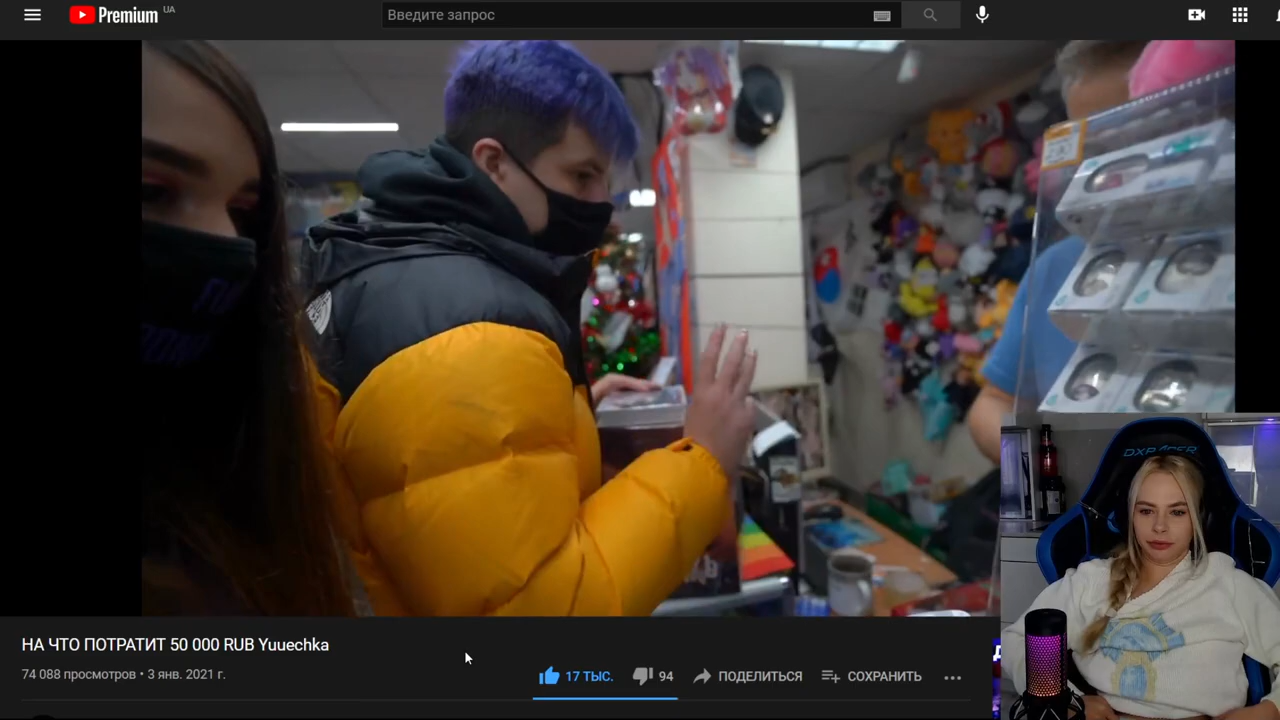 Premium UA
Введите запрос
DXRACER
НА ЧТО ПОТРАТИТ 50 000 RUB Yuuechka
74 088 просмотров • 3 янв. 2021 г.
17 ТЫС.
94
ПОДЕЛИТЬСЯ
СОХРАНИТЬ